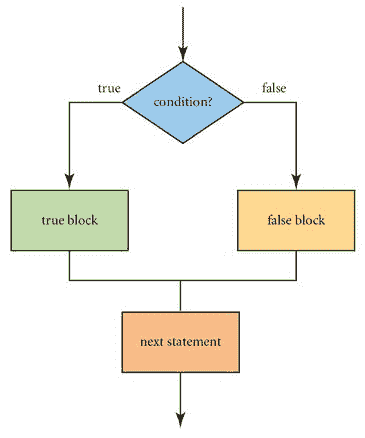 condition?
true
false
true block
false block
next statement